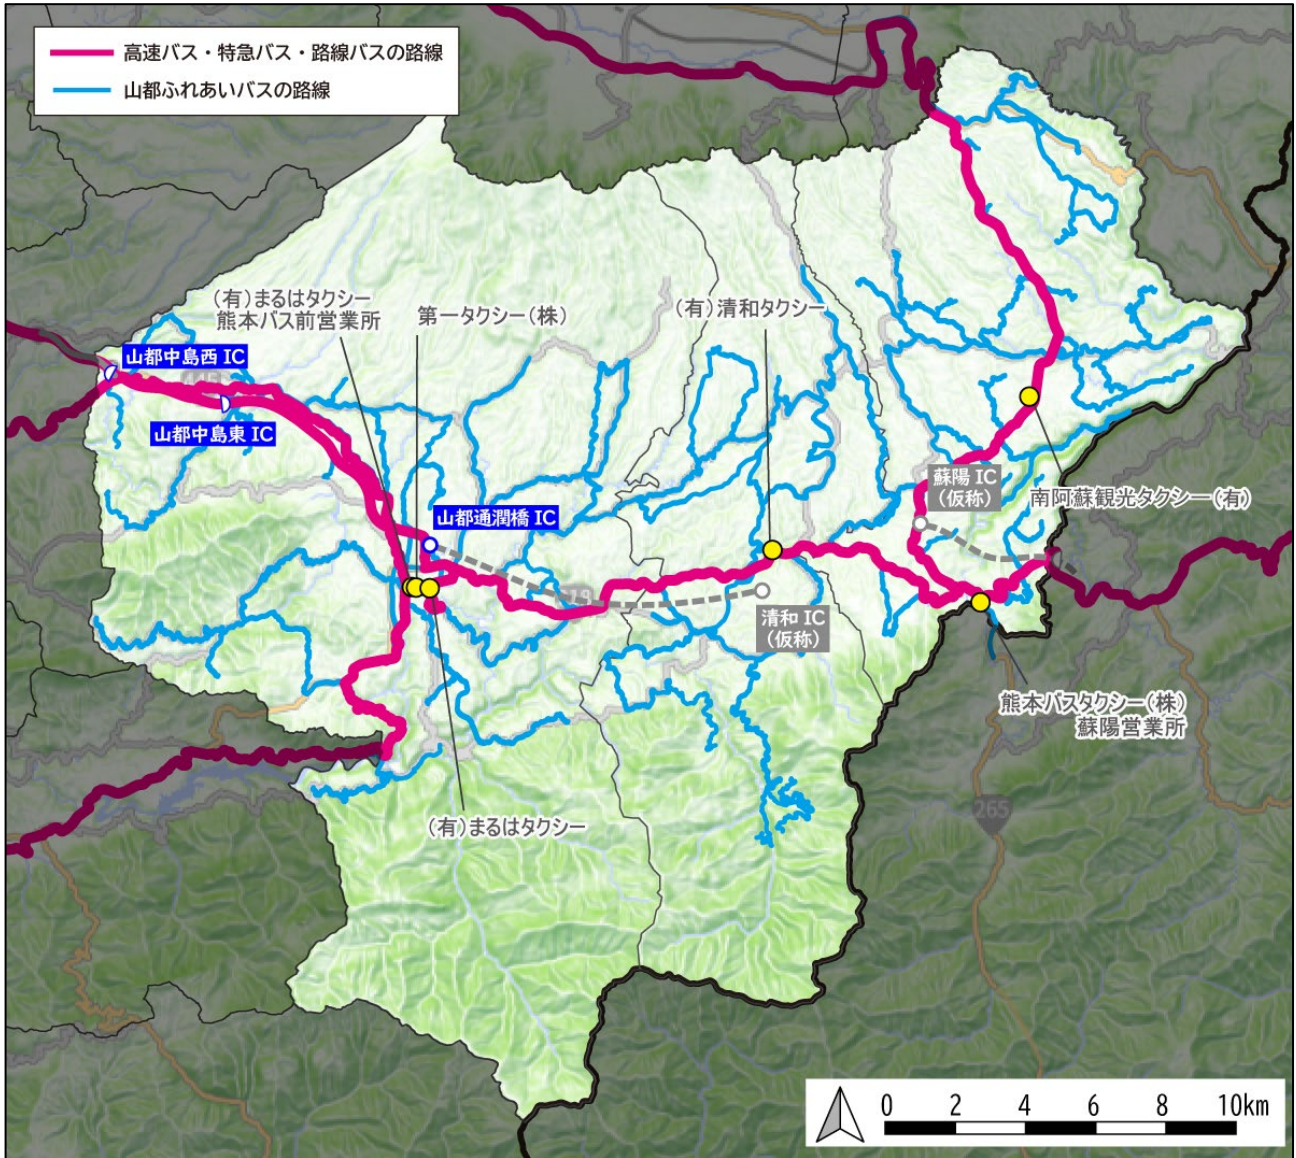 高速バス・特急バス・路線バスの路線
山都ふれあいバスの路線
(有)まるはタクシー
熊本バス前営業所
第一タクシー(株)
(有)清和タクシー
山都中島西 IC
山都中島東 IC
蘇陽 IC
(仮称)
南阿蘇観光タクシー(有)
山都通潤橋 IC
清和 IC
(仮称)
熊本バスタクシー(株)
蘇陽営業所
(有)まるはタクシー
265
0 2 4 6 8 10km